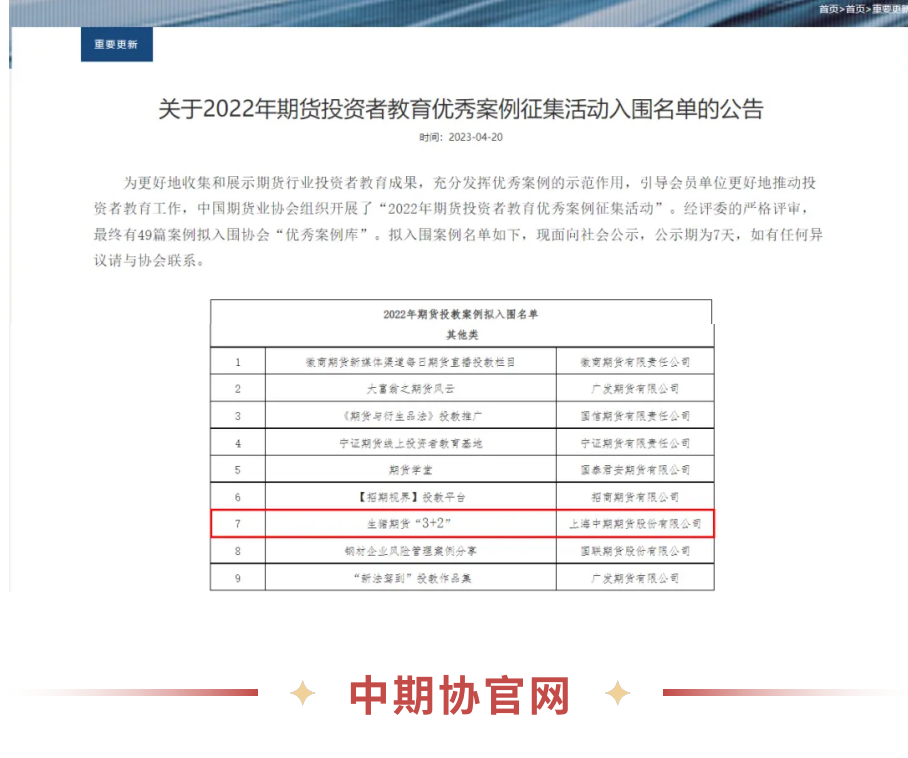 首页>首页>重要更新
重要更新
关于2022年期货投资者教育优秀案例征集活动入围名单的公告
时间：2023-04-20
为更好地收集和展示期货行业投资者教育成果，充分发挥优秀案例的示范作用，引导会员单位更好地推动投
资者教育工作，中国期货业协会组织开展了“2022年期货投资者教育优秀案例征集活动”。经评委的严格评审，
最终有49篇案例拟入围协会“优秀案例库”。拟入围案例名单如下，现面向社会公示，公示期为7天，如有任何异
议请与协会联系。
2022年期货投教案例拟入围名单
其他类
1 徽商期货新媒体渠道每日期货直播投教栏目 徽商期货有限责任公司
2 大富翁之期货风云 广发期货有限公司
3 《期货与衍生品法》投教推广 国信期货有限责任公司
4 宁证期货线上投资者教育基地 宁证期货有限责任公司
5 期货学堂 国泰君安期货有限公司
6 【招期视界】投教平台 招商期货有限公司
7 生猪期货“3+2” 上海中期期货股份有限公司
8 钢材企业风险管理案例分享 国联期货股份有限公司
9 “新法驾到”投教作品集 广发期货有限公司
中期协官网